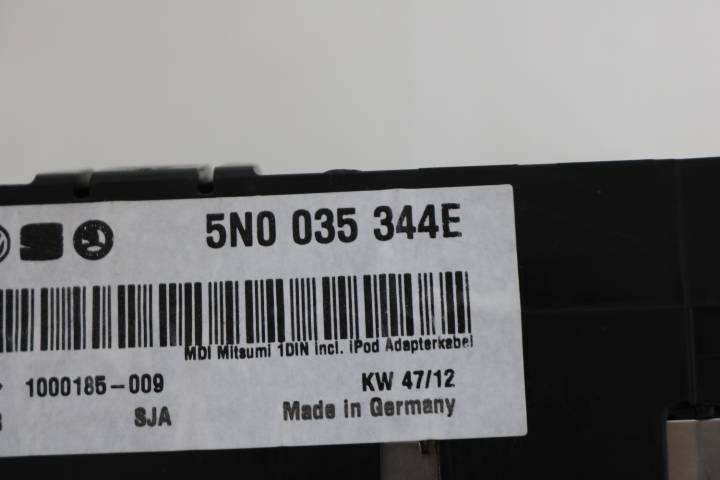 5N0 035 344E
MDI Mitsumi 1DIN incl. iPod Adapterkabel
1000185-009 KW 47/12
SJA Made in Germany